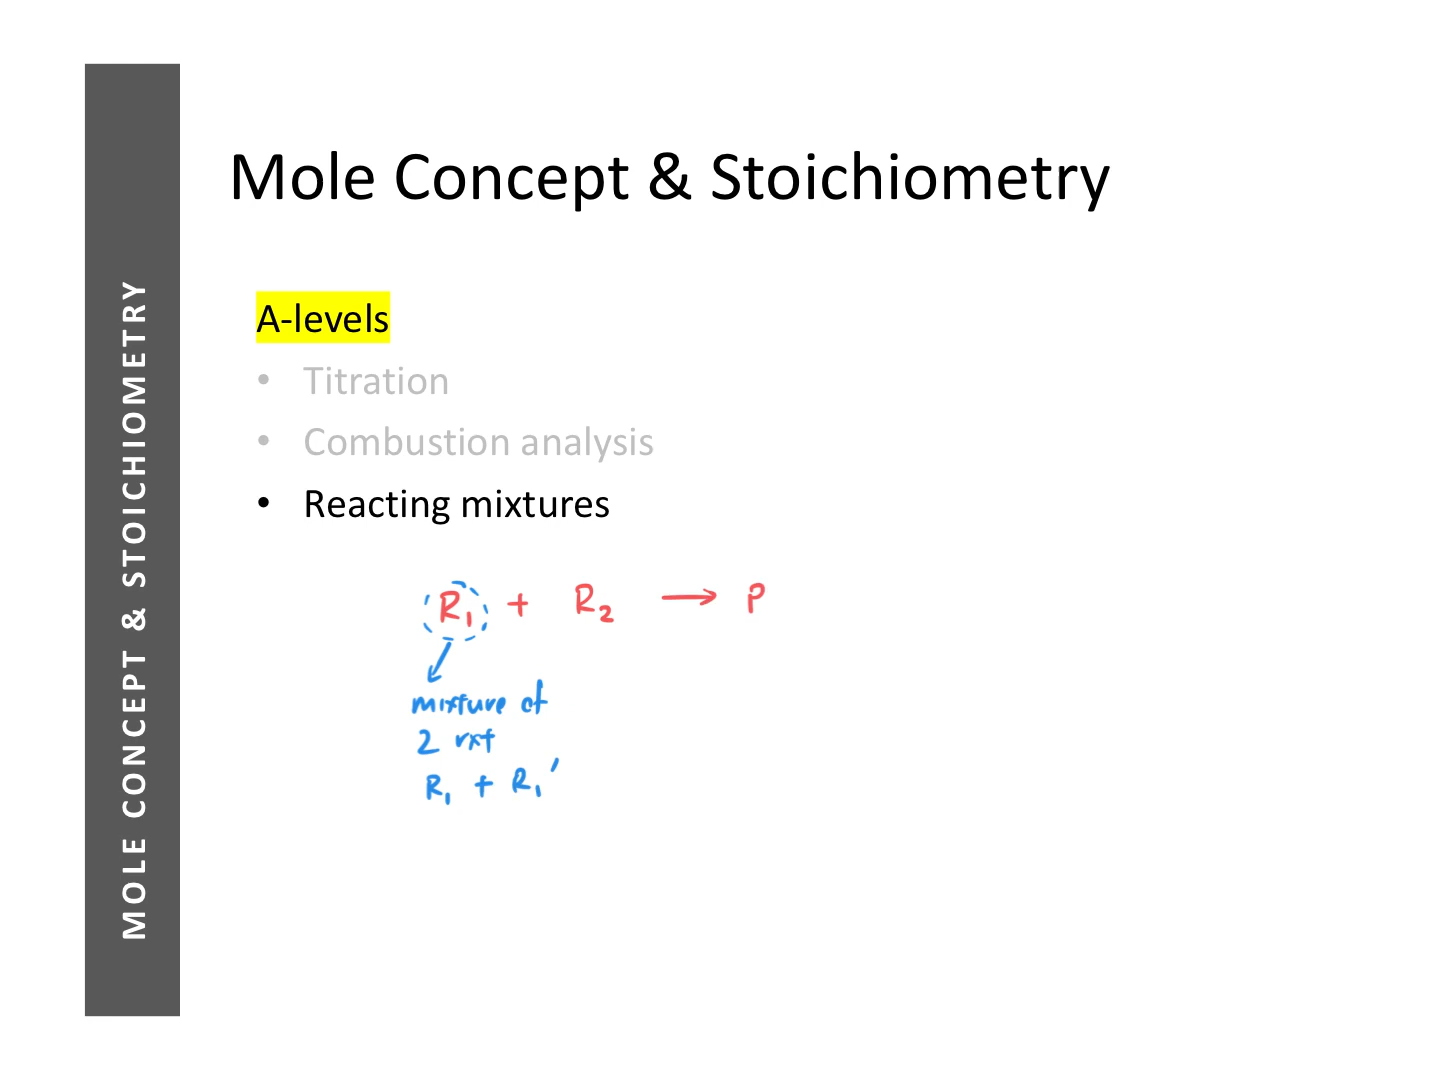 MOLE CONCEPT & STOICHIOMETRY
Mole Concept & Stoichiometry
A-levels
• Titration
• Combustion analysis
• Reacting mixtures
R₁ + R₂ → P
mixture of
2 rxt
R₁ + R₁'